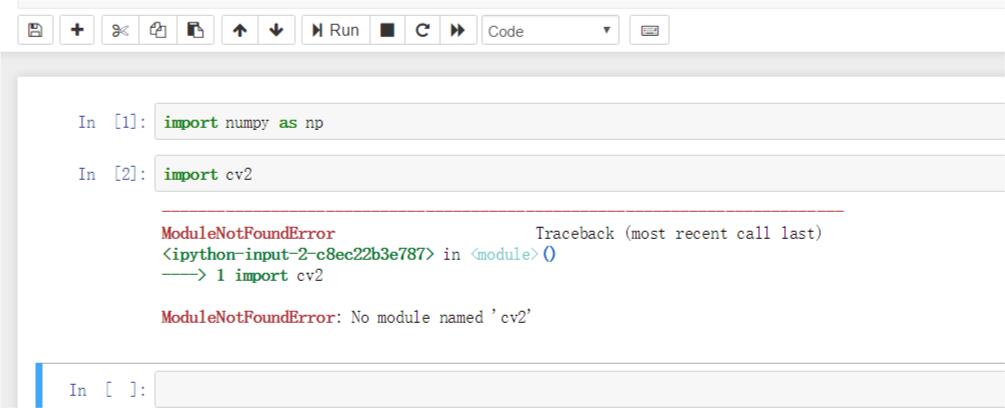 Run
Code
In [1]: import numpy as np
In [2]: import cv2
ModuleNotFoundError Traceback (most recent call last)
<ipython-input-2-c8ec22b3e787> in <module>()
----> 1 import cv2
ModuleNotFoundError: No module named 'cv2'
In [ ]: